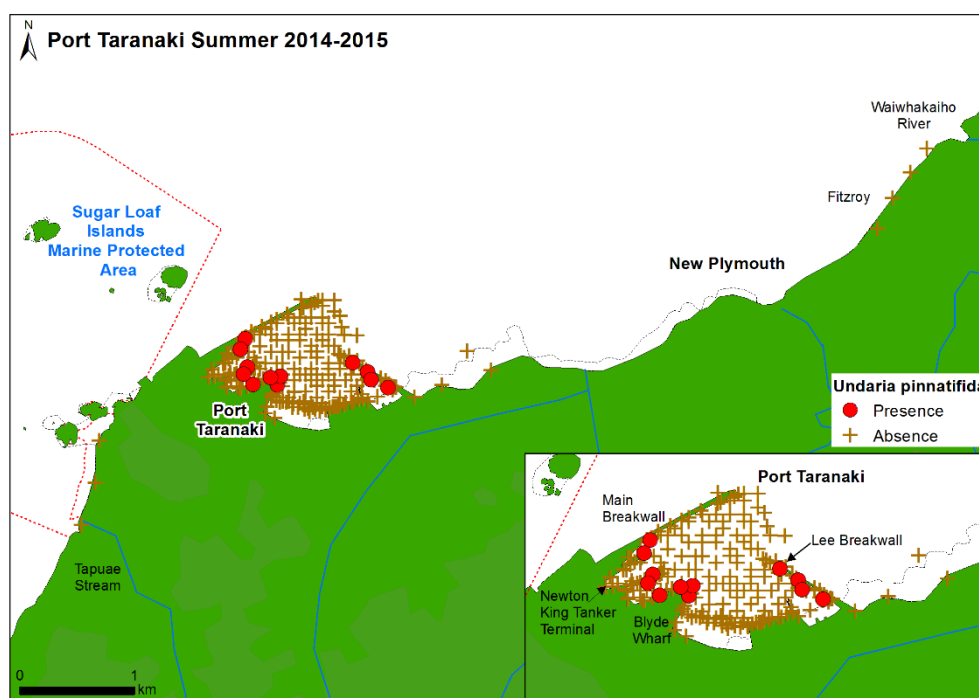 N
Port Taranaki Summer 2014-2015
Waiwhakaiho
River
Fitzroy
Sugar Loaf
Islands
Marine Protected
Area
New Plymouth
Port
Taranaki
Undaria pinnatifida
Presence
Absence
Tapuae
Stream
0
1
km
Port Taranaki
Main
Breakwall
Lee Breakwall
Newton
King Tanker
Terminal
Blyde
Wharf